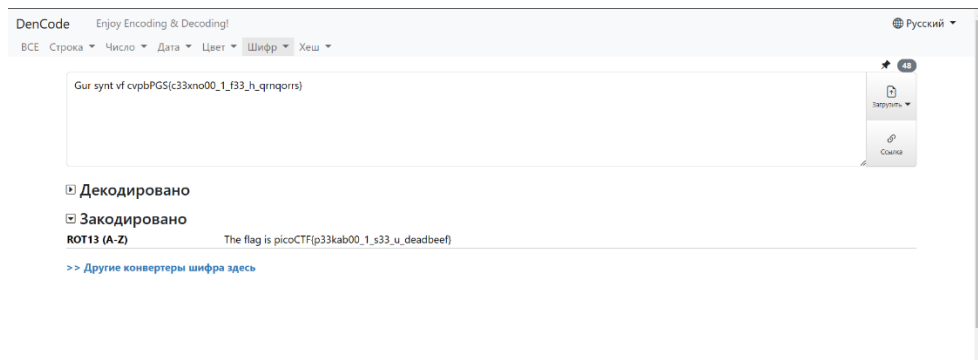 DenCode Enjoy Encoding & Decoding! Русский
ВСЕ Строка Число Дата Цвет Шифр Хеш
48
Gur synt vf cvpbPGS{c33xno00_1_f33_h_qrnqorrs}
Загрузить
Ссылка
Декодировано
Закодировано
ROT13 (A-Z) The flag is picoCTF{p33kab00_1_s33_u_deadbeef}
>> Другие конвертеры шифра здесь